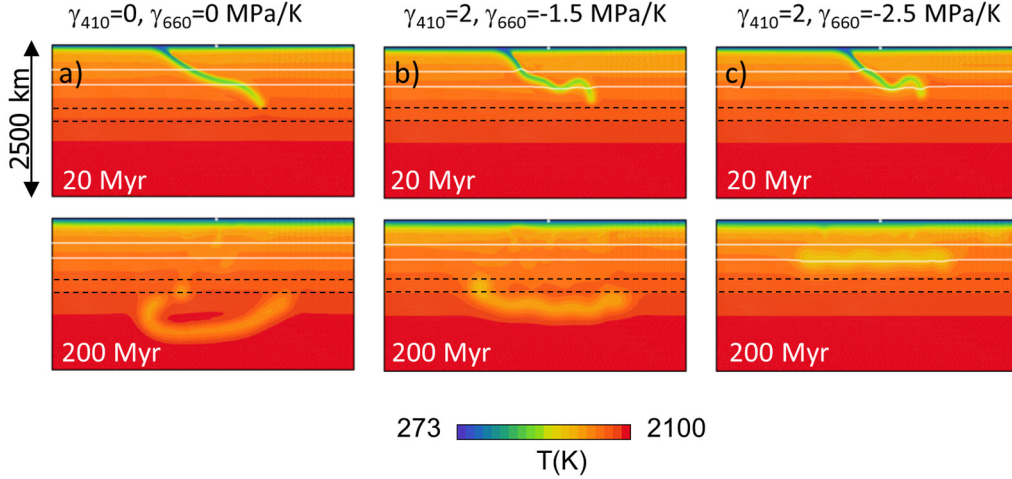 γ410=0, γ660=0 MPa/K
γ410=2, γ660=-1.5 MPa/K
γ410=2, γ660=-2.5 MPa/K
2500 km
a)
b)
c)
20 Myr
20 Myr
20 Myr
200 Myr
200 Myr
200 Myr
273
2100
T(K)